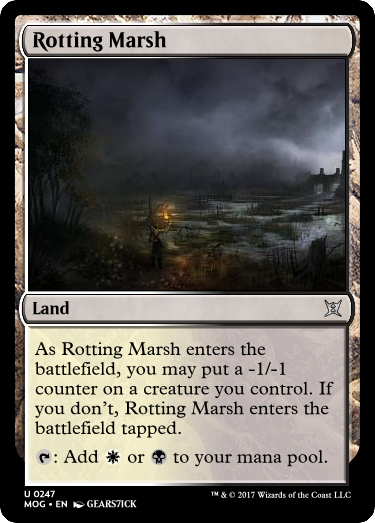 Rotting Marsh
Land
As Rotting Marsh enters the
battlefield, you may put a -1/-1
counter on a creature you control. If
you don't, Rotting Marsh enters the
battlefield tapped.
: Add or to your mana pool.
U 0247
MOG • EN GEARS7ICK
™ & © 2017 Wizards of the Coast LLC